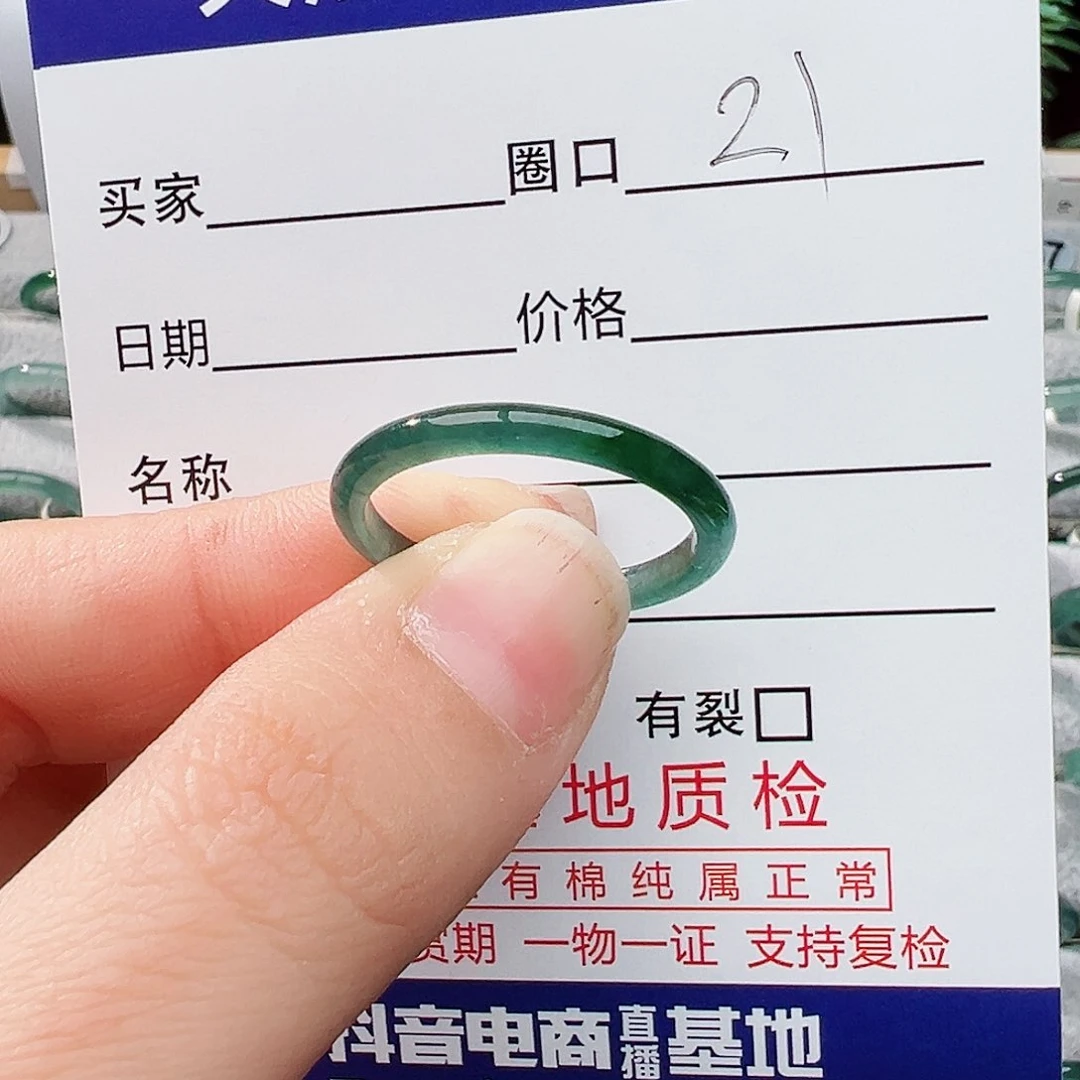 买家 圈口 21
日期 价格
名称
有裂
地质检
有棉纯属正常
货期 一物一证 支持复检
抖音电商直播基地